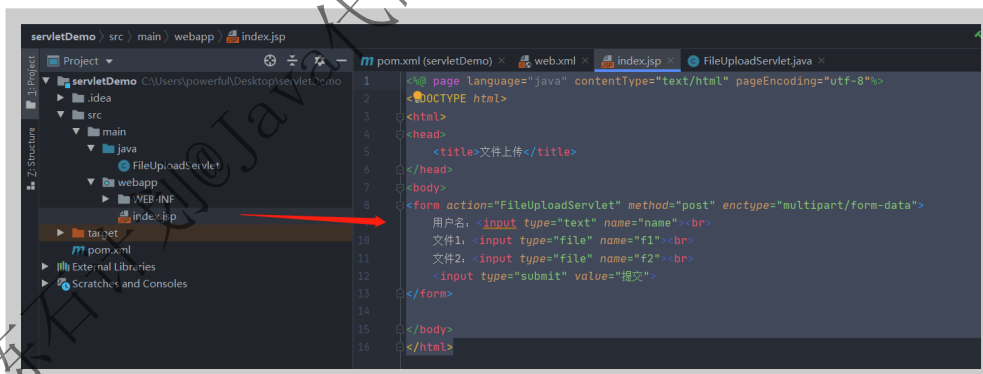 servletDemo 〉 src 〉 main 〉 webapp 〉 index.jsp
1: Project
Z: Structure
Project
servletDemo C:\Users\powerful\Desktop\servletDemo
.idea
src
main
java
FileUploadServlet
webapp
WEB-INF
index.jsp
target
pom.xml
External Libraries
Scratches and Consoles
pom.xml (servletDemo) × web.xml × index.jsp × FileUploadServlet.java ×
1 <%@ page language="java" contentType="text/html" pageEncoding="utf-8"%>
2 <!DOCTYPE html>
3 <html>
4 <head>
5 <title>文件上传</title>
6 </head>
7 <body>
8 <form action="FileUploadServlet" method="post" enctype="multipart/form-data">
9 用户名：<input type="text" name="name"><br>
10 文件1：<input type="file" name="f1"><br>
11 文件2：<input type="file" name="f2"><br>
12 <input type="submit" value="提交">
13 </form>
14
15 </body>
16 </html>